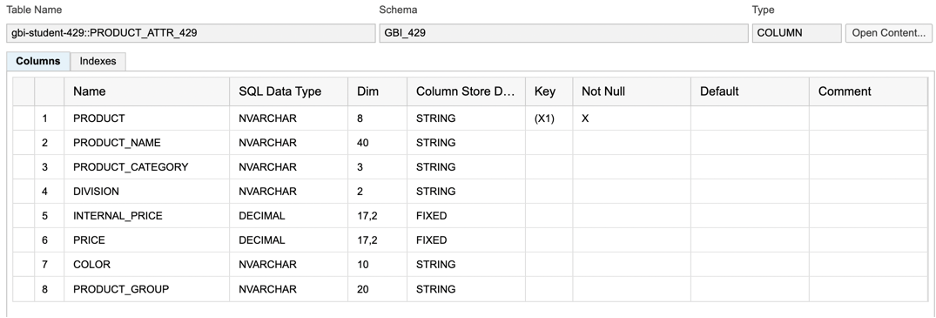 Table Name Schema Type
gbi-student-429::PRODUCT_ATTR_429 GBI_429 COLUMN Open Content...
Columns Indexes
Name SQL Data Type Dim Column Store D... Key Not Null Default Comment
1 PRODUCT NVARCHAR 8 STRING (X1) X
2 PRODUCT_NAME NVARCHAR 40 STRING
3 PRODUCT_CATEGORY NVARCHAR 3 STRING
4 DIVISION NVARCHAR 2 STRING
5 INTERNAL_PRICE DECIMAL 17,2 FIXED
6 PRICE DECIMAL 17,2 FIXED
7 COLOR NVARCHAR 10 STRING
8 PRODUCT_GROUP NVARCHAR 20 STRING